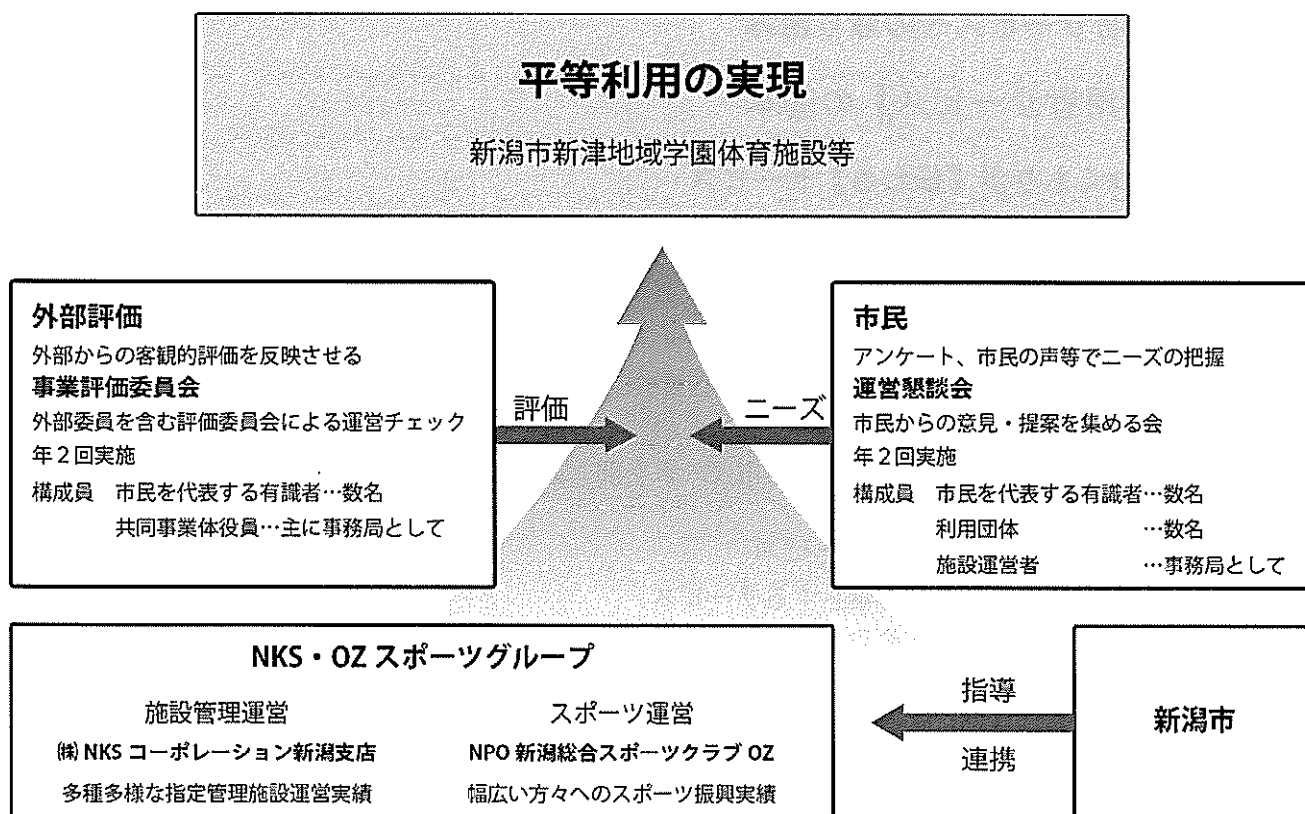 平等利用の実現
新潟市新津地域学園体育施設等
外部評価
外部からの客観的評価を反映させる
事業評価委員会
外部委員を含む評価委員会による運営チェック
年２回実施
構成員　市民を代表する有識者…数名
共同事業体役員…主に事務局として
評価
ニーズ
市民
アンケート、市民の声等でニーズの把握
運営懇談会
市民からの意見・提案を集める会
年２回実施
構成員　市民を代表する有識者…数名
利用団体　…数名
施設運営者　…事務局として
NKS・OZ スポーツグループ
施設管理運営
㈱ NKS コーポレーション新潟支店
多種多様な指定管理施設運営実績
スポーツ運営
NPO 新潟総合スポーツクラブ OZ
幅広い方々へのスポーツ振興実績
指導
連携
新潟市